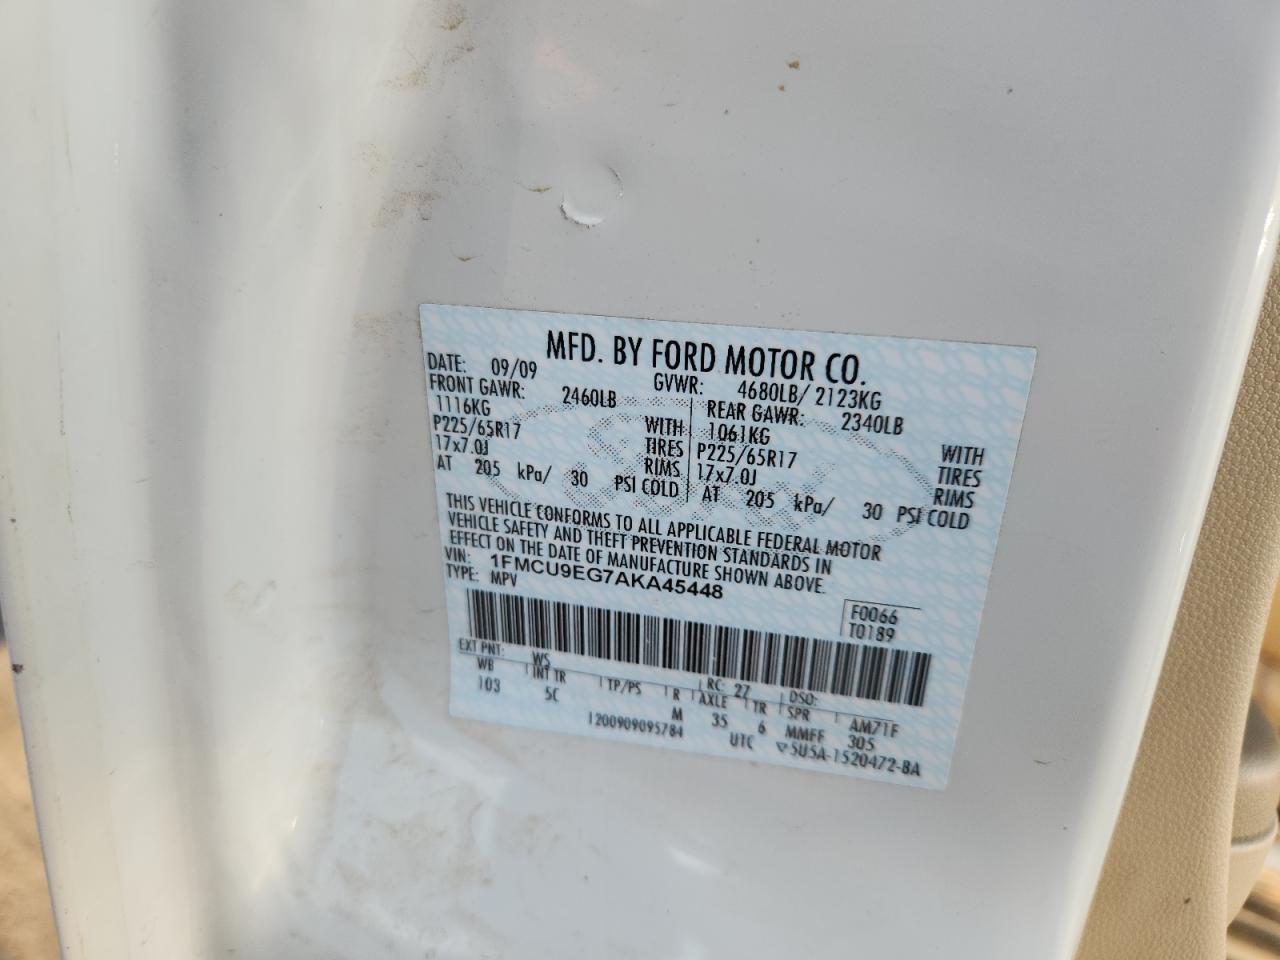 MFD. BY FORD MOTOR CO.
DATE: 09/09 GVWR: 4680LB/ 2123KG
FRONT GAWR: 2460LB REAR GAWR: 2340LB
1116KG WITH 1061KG WITH
P225/65R17 TIRES P225/65R17 TIRES
17x7.0J RIMS 17x7.0J RIMS
AT 205 kPa/ 30 PSI COLD AT 205 kPa/ 30 PSI COLD
THIS VEHICLE CONFORMS TO ALL APPLICABLE FEDERAL MOTOR
VEHICLE SAFETY AND THEFT PREVENTION STANDARDS IN
EFFECT ON THE DATE OF MANUFACTURE SHOWN ABOVE.
VIN: 1FMCU9EG7AKA45448
TYPE: MPV
F0066
T0189
EXT PNT: WS RC: 27 DSO:
WB INT TR TP/PS R AXLE TR SPR AM71F
103 5C M 35 6 MMFF 305
1200909095784 UTC 5U5A-1520472-BA